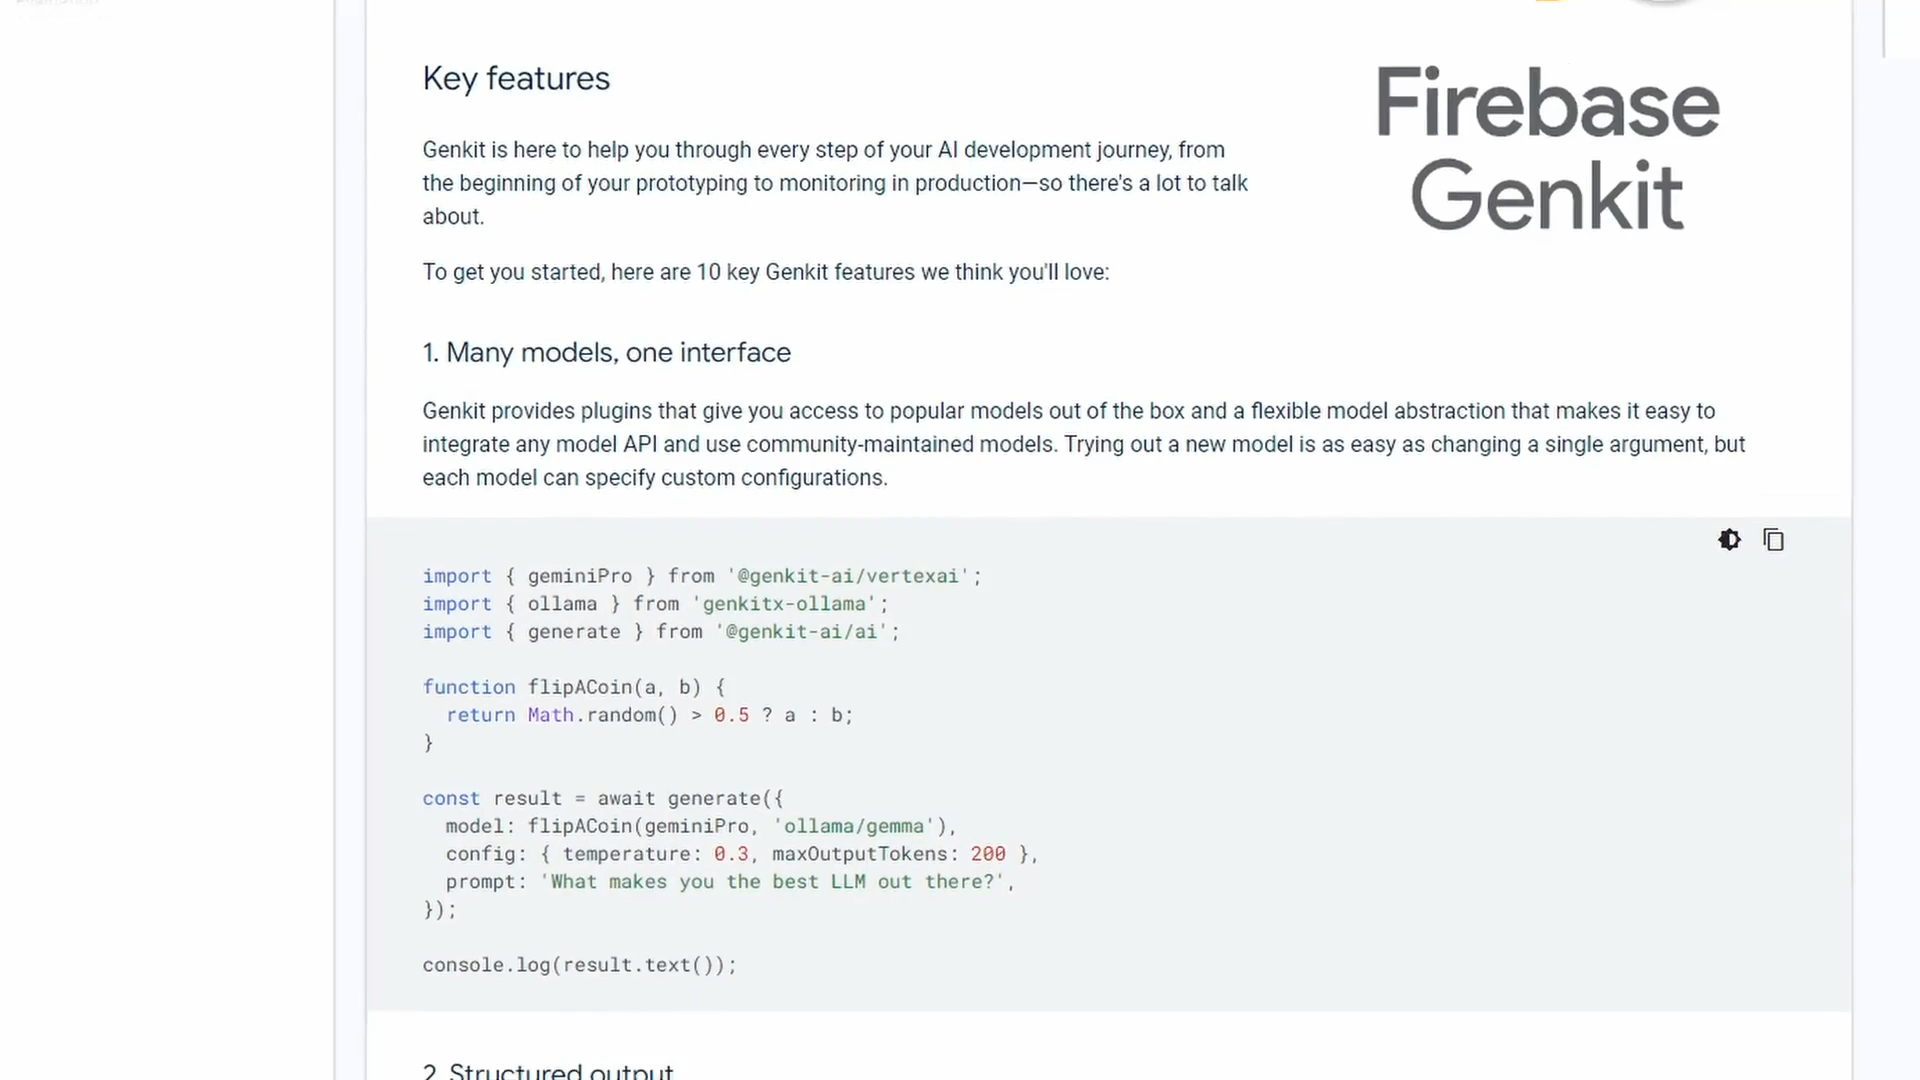 Key features
Firebase
Genkit
Genkit is here to help you through every step of your AI development journey, from
the beginning of your prototyping to monitoring in production—so there's a lot to talk
about.
To get you started, here are 10 key Genkit features we think you'll love:
1. Many models, one interface
Genkit provides plugins that give you access to popular models out of the box and a flexible model abstraction that makes it easy to
integrate any model API and use community-maintained models. Trying out a new model is as easy as changing a single argument, but
each model can specify custom configurations.
import { geminiPro } from '@genkit-ai/vertexai';
import { ollama } from 'genkitx-ollama';
import { generate } from '@genkit-ai/ai';
function flipACoin(a, b) {
  return Math.random() > 0.5 ? a : b;
}
const result = await generate({
  model: flipACoin(geminiPro, 'ollama/gemma'),
  config: { temperature: 0.3, maxOutputTokens: 200 },
  prompt: 'What makes you the best LLM out there?',
});
console.log(result.text());
2. Structured output